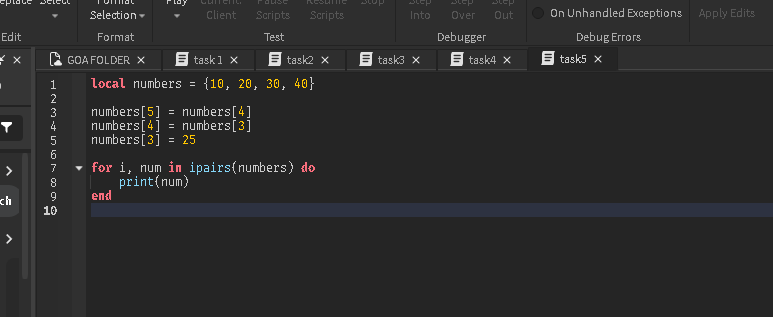 eplace Select Format Play Current: Pause Resume Stop Step Step Step On Unhandled Exceptions Apply Edits
Selection Client Scripts Scripts Into Over Out
Edit Format Test Debugger Debug Errors
GOA FOLDER × task 1 × task2 × task3 × task4 × task5 ×
1 local numbers = {10, 20, 30, 40}
2
3 numbers[5] = numbers[4]
4 numbers[4] = numbers[3]
5 numbers[3] = 25
6
7 for i, num in ipairs(numbers) do
8 print(num)
9 end
10
ch